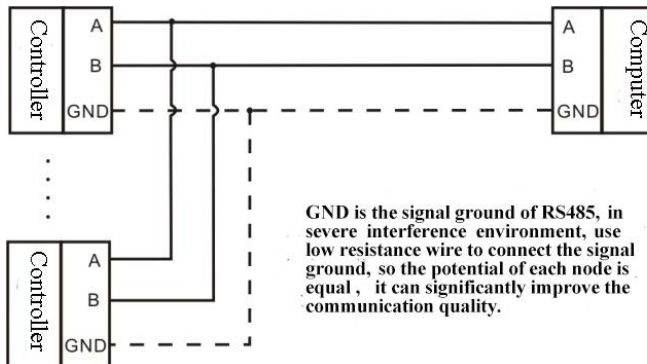 Controller
A
B
GND
A
B
GND
Computer
Controller
A
B
GND
GND is the signal ground of RS485, in
severe interference environment, use
low resistance wire to connect the signal
ground, so the potential of each node is
equal , it can significantly improve the
communication quality.